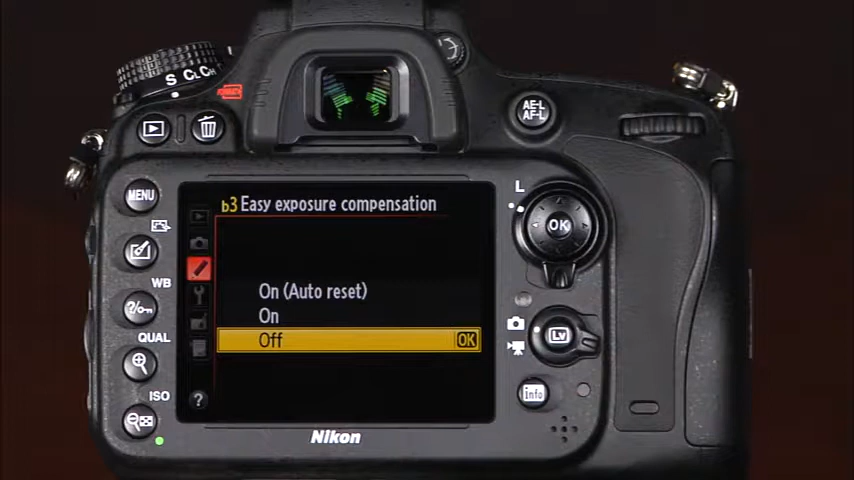 S CL CH
FORMAT
AE-L
AF-L
MENU
b3 Easy exposure compensation
L
OK
WB
On (Auto reset)
?/
On
QUAL
Off
OK
Lv
ISO
info
?
Nikon